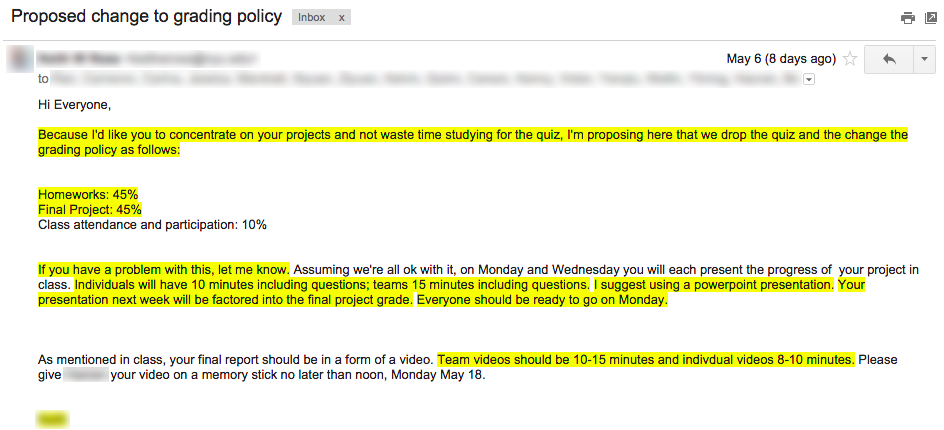 Proposed change to grading policy
Inbox x
May 6 (8 days ago)
to
Hi Everyone,
Because I'd like you to concentrate on your projects and not waste time studying for the quiz, I'm proposing here that we drop the quiz and the change the
grading policy as follows:
Homeworks: 45%
Final Project: 45%
Class attendance and participation: 10%
If you have a problem with this, let me know. Assuming we're all ok with it, on Monday and Wednesday you will each present the progress of your project in
class. Individuals will have 10 minutes including questions; teams 15 minutes including questions. I suggest using a powerpoint presentation. Your
presentation next week will be factored into the final project grade. Everyone should be ready to go on Monday.
As mentioned in class, your final report should be in a form of a video. Team videos should be 10-15 minutes and indivdual videos 8-10 minutes. Please
give your video on a memory stick no later than noon, Monday May 18.